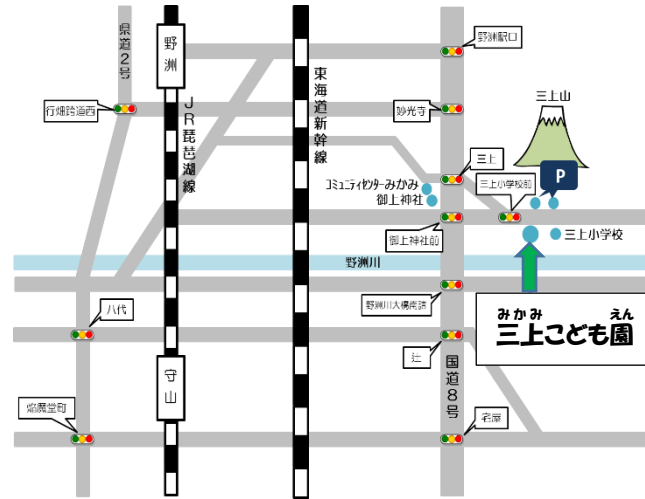 県道2号
野洲
野洲駅口
行畑跨道西
JR琵琶湖線
東海道新幹線
妙光寺
三上山
P
三上
三上小学校前
コミュニティセンターみかみ
御上神社
御上神社前
三上小学校
野洲川
野洲川大橋南詰
みかみ えん
三上こども園
八代
辻
守山
国道8号
焔魔堂町
宅屋